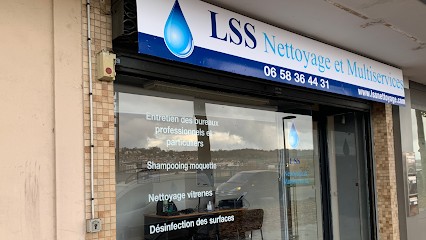 LSS Nettoyage et Multiservices
06 58 36 44 31
www.lssnettoyage.com
Entretien des bureaux
professionnels et
particuliers
Shampooing moquette
Nettoyage vitreries
Désinfection des surfaces